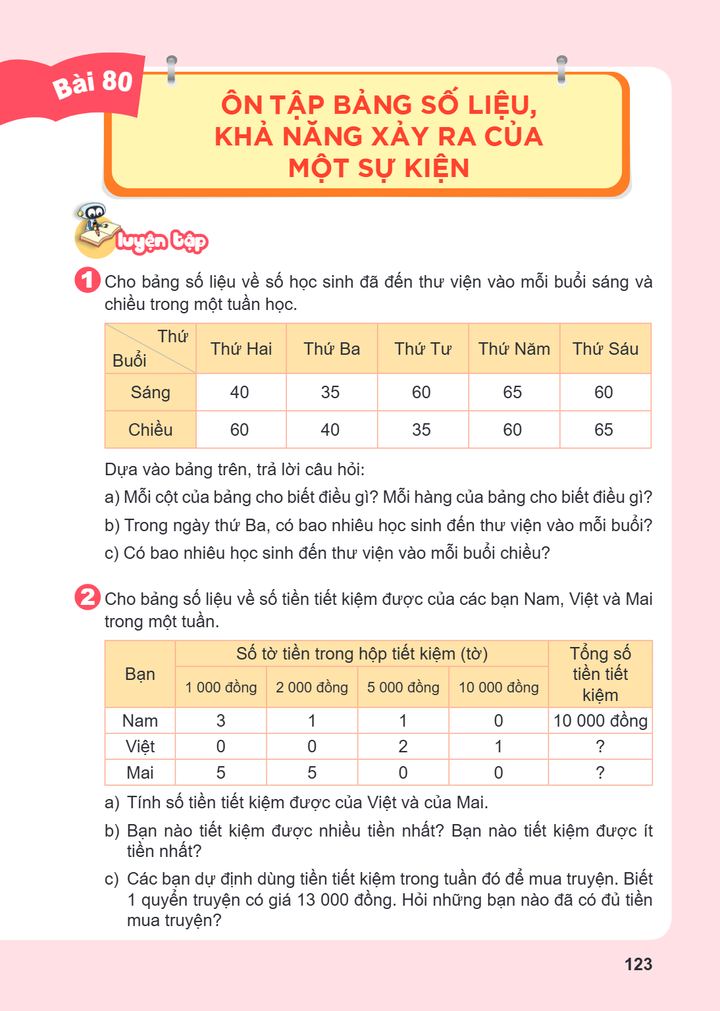 Bài 80
ÔN TẬP BẢNG SỐ LIỆU,
KHẢ NĂNG XẢY RA CỦA
MỘT SỰ KIỆN
luyện tập
1 Cho bảng số liệu về số học sinh đã đến thư viện vào mỗi buổi sáng và
chiều trong một tuần học.
Thứ
Buổi
Thứ Hai Thứ Ba Thứ Tư Thứ Năm Thứ Sáu
Sáng 40 35 60 65 60
Chiều 60 40 35 60 65
Dựa vào bảng trên, trả lời câu hỏi:
a) Mỗi cột của bảng cho biết điều gì? Mỗi hàng của bảng cho biết điều gì?
b) Trong ngày thứ Ba, có bao nhiêu học sinh đến thư viện vào mỗi buổi?
c) Có bao nhiêu học sinh đến thư viện vào mỗi buổi chiều?
2 Cho bảng số liệu về số tiền tiết kiệm được của các bạn Nam, Việt và Mai
trong một tuần.
Bạn
Số tờ tiền trong hộp tiết kiệm (tờ)
1 000 đồng 2 000 đồng 5 000 đồng 10 000 đồng
Tổng số
tiền tiết
kiệm
Nam 3 1 1 0 10 000 đồng
Việt 0 0 2 1 ?
Mai 5 5 0 0 ?
a) Tính số tiền tiết kiệm được của Việt và của Mai.
b) Bạn nào tiết kiệm được nhiều tiền nhất? Bạn nào tiết kiệm được ít
tiền nhất?
c) Các bạn dự định dùng tiền tiết kiệm trong tuần đó để mua truyện. Biết
1 quyển truyện có giá 13 000 đồng. Hỏi những bạn nào đã có đủ tiền
mua truyện?
123